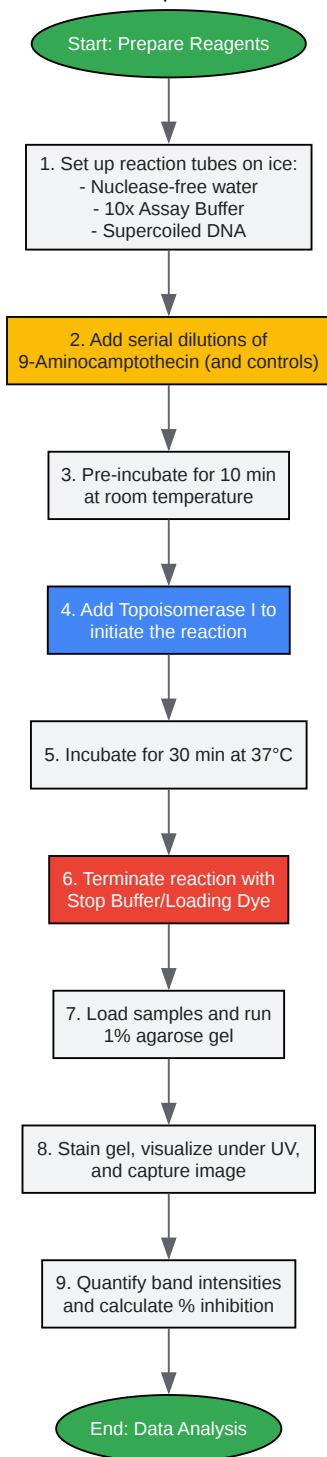 Start: Prepare Reagents
1. Set up reaction tubes on ice:
- Nuclease-free water
- 10x Assay Buffer
- Supercoiled DNA
2. Add serial dilutions of
9-Aminocamptothecin (and controls)
3. Pre-incubate for 10 min
at room temperature
4. Add Topoisomerase I to
initiate the reaction
5. Incubate for 30 min at 37°C
6. Terminate reaction with
Stop Buffer/Loading Dye
7. Load samples and run
1% agarose gel
8. Stain gel, visualize under UV,
and capture image
9. Quantify band intensities
and calculate % inhibition
End: Data Analysis